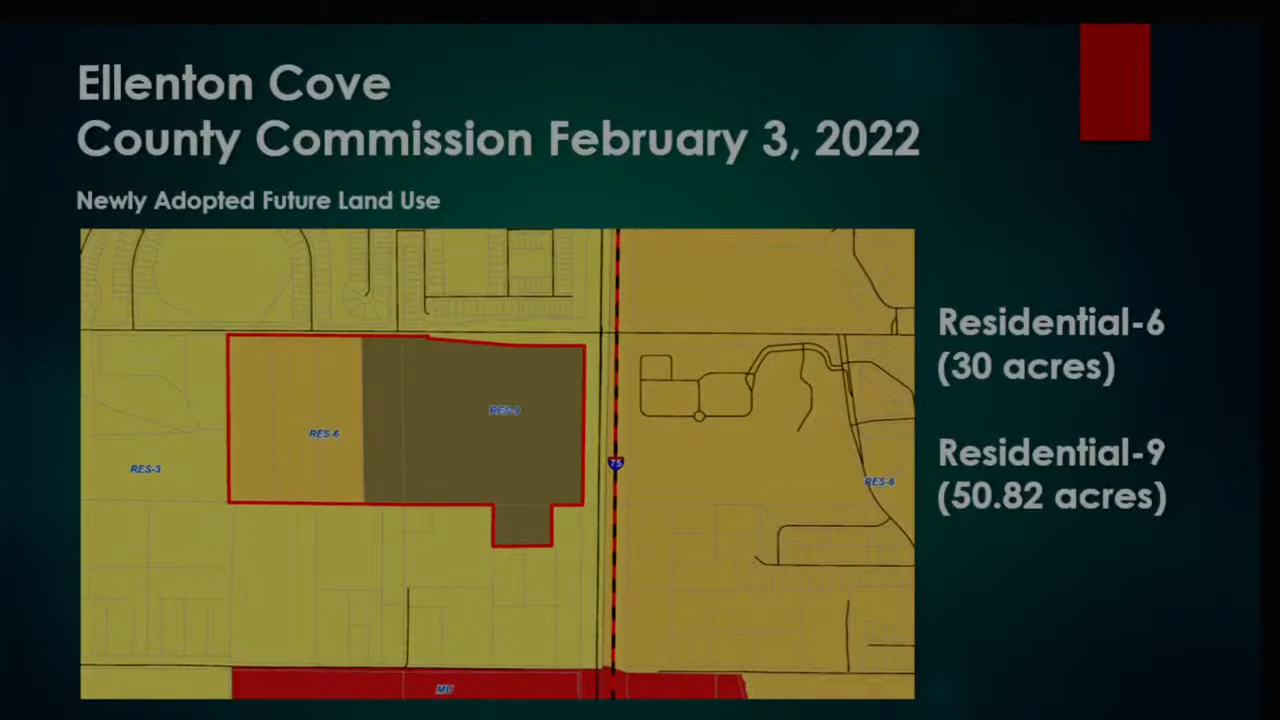 Ellenton Cove
County Commission February 3, 2022
Newly Adopted Future Land Use
Residential-6
(30 acres)
Residential-9
(50.82 acres)
RES-9
RES-6
RES-3
75
RES-6
MU